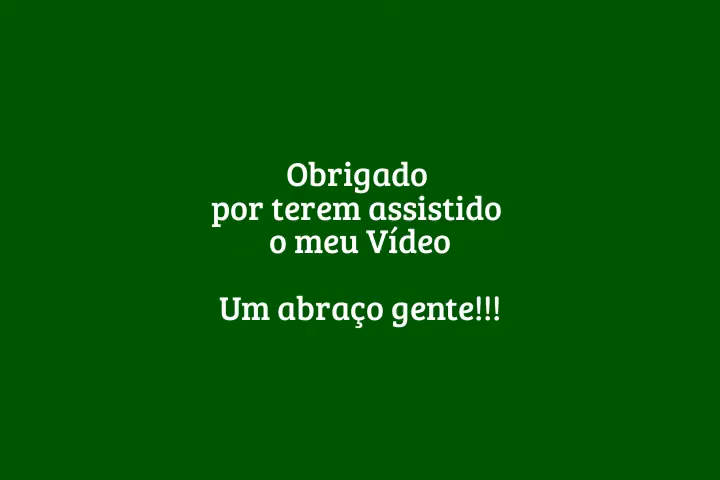 Obrigado
por terem assistido
o meu Vídeo
Um abraço gente!!!